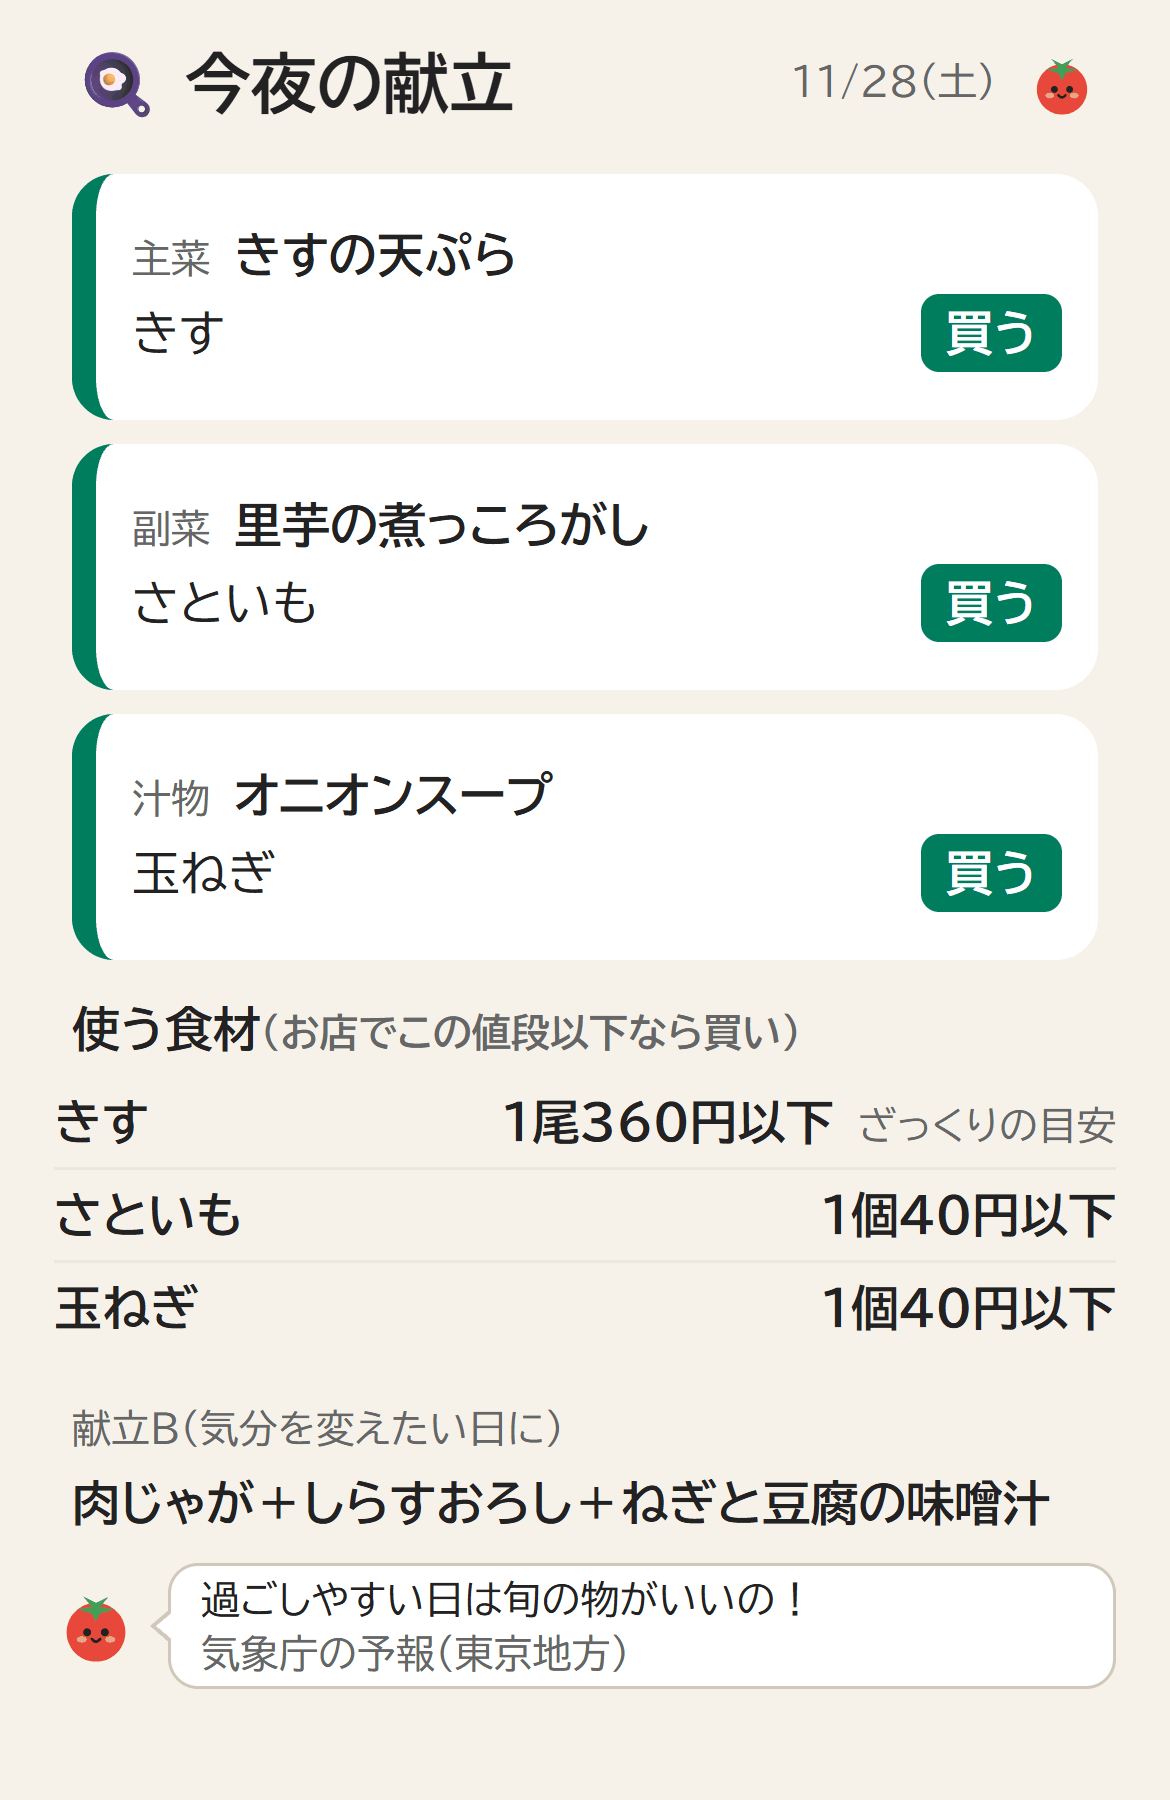 今夜の献立 11/28(土)
主菜 きすの天ぷら
きす 買う
副菜 里芋の煮っころがし
さといも 買う
汁物 オニオンスープ
玉ねぎ 買う
使う食材(お店でこの値段以下なら買い)
きす 1尾360円以下 ざっくりの目安
さといも 1個40円以下
玉ねぎ 1個40円以下
献立B(気分を変えたい日に)
肉じゃが+しらすおろし+ねぎと豆腐の味噌汁
過ごしやすい日は旬の物がいいの！
気象庁の予報(東京地方)